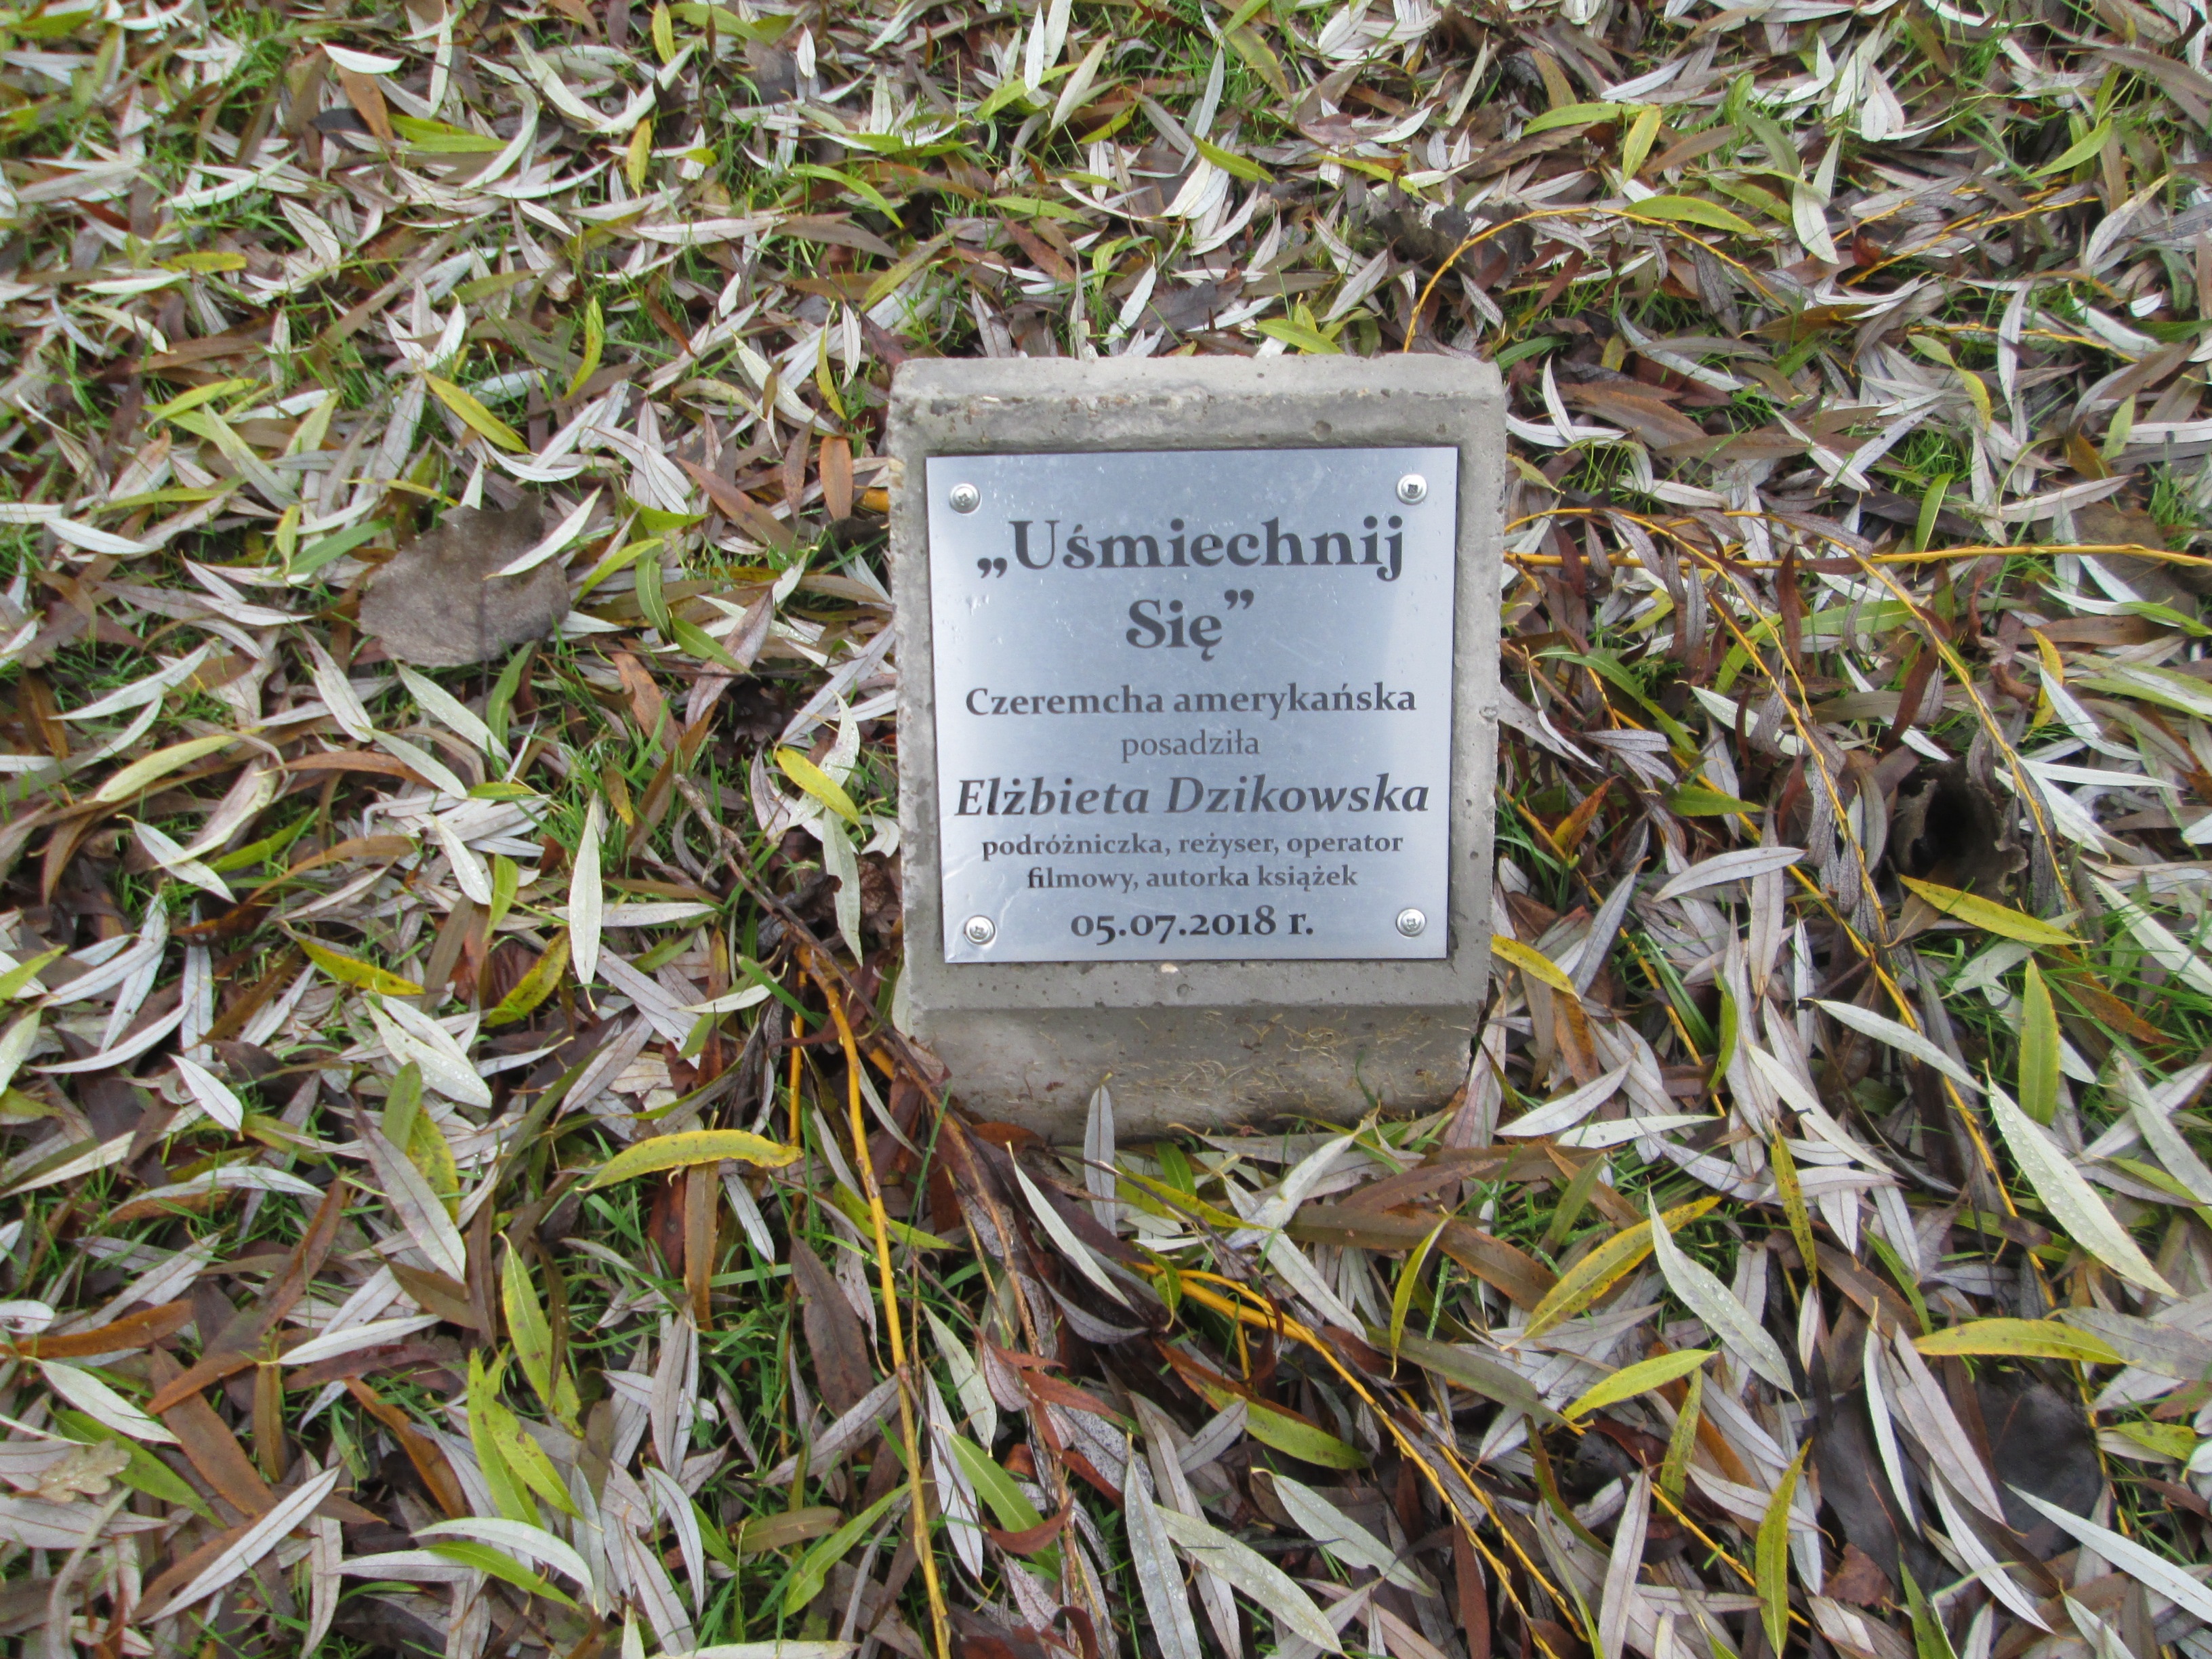 „Uśmiechnij
Się”
Czeremcha amerykańska
posadziła
Elżbieta Dzikowska
podróżniczka, reżyser, operator
filmowy, autorka książek
05.07.2018 r.